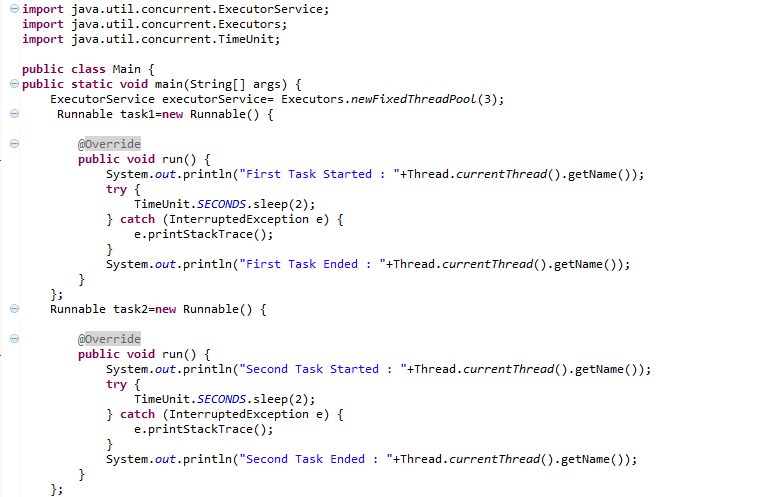 import java.util.concurrent.ExecutorService;
import java.util.concurrent.Executors;
import java.util.concurrent.TimeUnit;

public class Main {
public static void main(String[] args) {
    ExecutorService executorService= Executors.newFixedThreadPool(3);
     Runnable task1=new Runnable() {

        @Override
        public void run() {
            System.out.println("First Task Started : "+Thread.currentThread().getName());
            try {
                TimeUnit.SECONDS.sleep(2);
            } catch (InterruptedException e) {
                e.printStackTrace();
            }
            System.out.println("First Task Ended : "+Thread.currentThread().getName());
        }
    };
    Runnable task2=new Runnable() {

        @Override
        public void run() {
            System.out.println("Second Task Started : "+Thread.currentThread().getName());
            try {
                TimeUnit.SECONDS.sleep(2);
            } catch (InterruptedException e) {
                e.printStackTrace();
            }
            System.out.println("Second Task Ended : "+Thread.currentThread().getName());
        }
    };